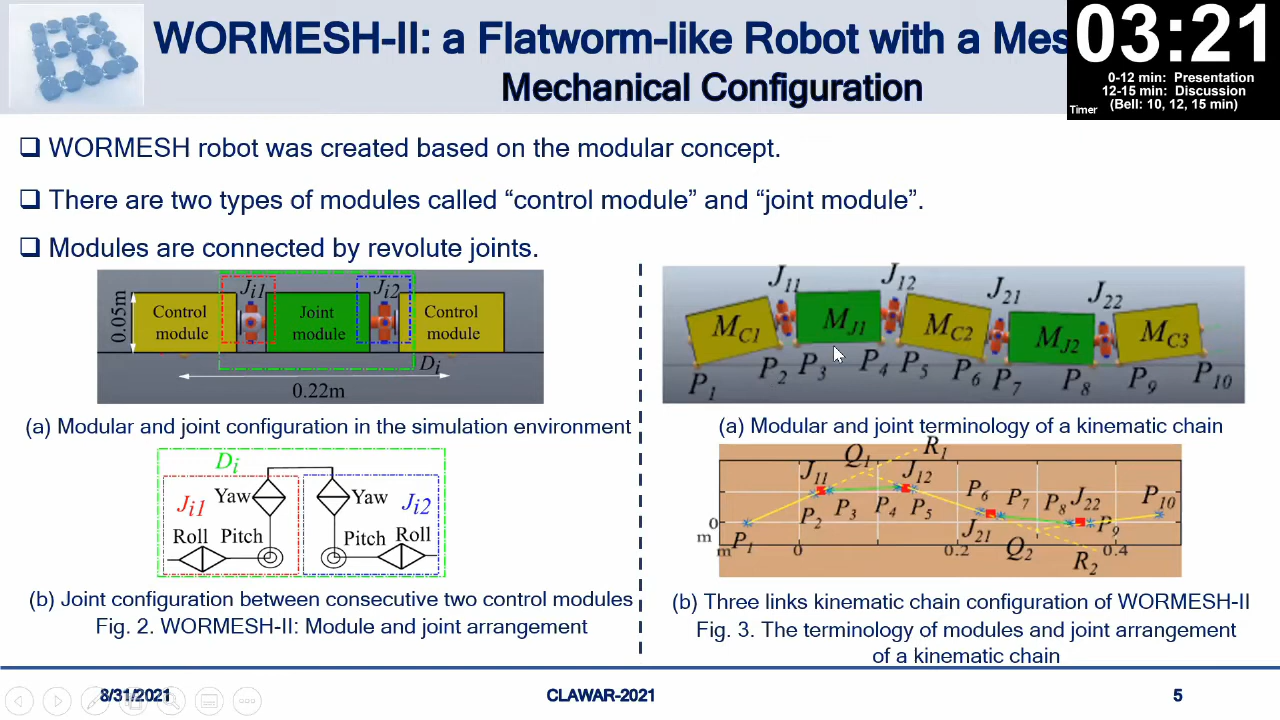 WORMESH-II: a Flatworm-like Robot with a Mes
Mechanical Configuration
03:21
0-12 min: Presentation
12-15 min: Discussion
(Bell: 10, 12, 15 min)
Timer
WORMESH robot was created based on the modular concept.
There are two types of modules called “control module” and “joint module”.
Modules are connected by revolute joints.
0.05m
Control
module
Ji1
Joint
module
Ji2
Control
module
Di
0.22m
(a) Modular and joint configuration in the simulation environment
Di
Ji1
Yaw
Yaw
Ji2
Roll
Pitch
Pitch
Roll
(b) Joint configuration between consecutive two control modules
Fig. 2. WORMESH-II: Module and joint arrangement
J11
J12
J21
J22
MC1
MJ1
MC2
MJ2
MC3
P1
P2
P3
P4
P5
P6
P7
P8
P9
P10
(a) Modular and joint terminology of a kinematic chain
Q1
R1
J11
J12
P6
P7
P8
J22
P10
P2
P3
P4
P5
J21
P9
0
m
P1
m
0
0.2
Q2
R2
0.4
(b) Three links kinematic chain configuration of WORMESH-II
Fig. 3. The terminology of modules and joint arrangement
of a kinematic chain
8/31/2021
CLAWAR-2021
5